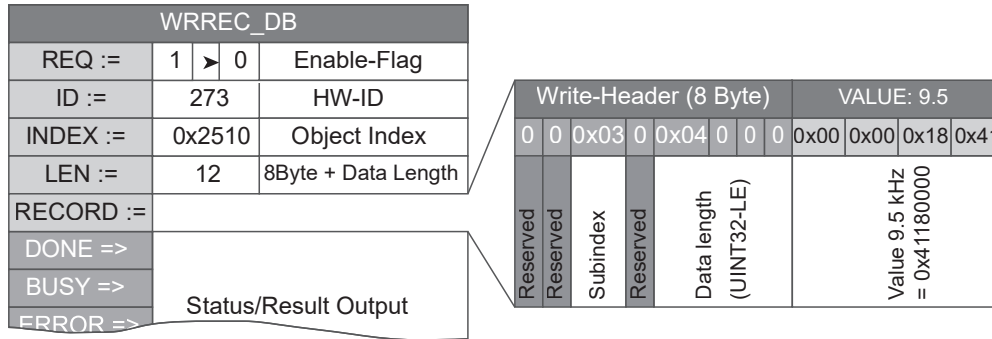 WRREC_DB
REQ := 1 ➤ 0 Enable-Flag
ID := 273 HW-ID
INDEX := 0x2510 Object Index
LEN := 12 8Byte + Data Length
RECORD :=
DONE =>
BUSY =>
ERROR =>
Status/Result Output
Write-Header (8 Byte) VALUE: 9.5
0 0 0x03 0 0x04 0 0 0 0x00 0x00 0x18 0x41
Reserved
Reserved
Subindex
Reserved
Data length
(UINT32-LE)
Value 9.5 kHz
= 0x41180000